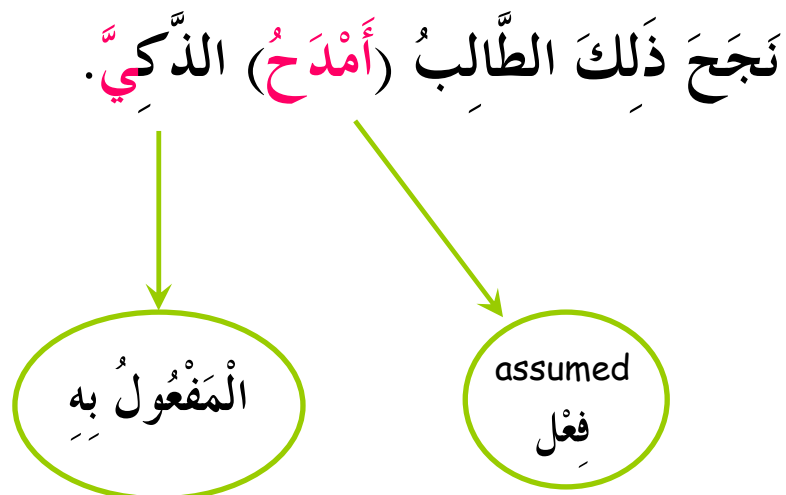 نَجَحَ ذَلِكَ الطَّالِبُ (أَمْدَحُ) الذَّكِيَّ.
الْمَفْعُولُ بِهِ
assumed
فِعْل